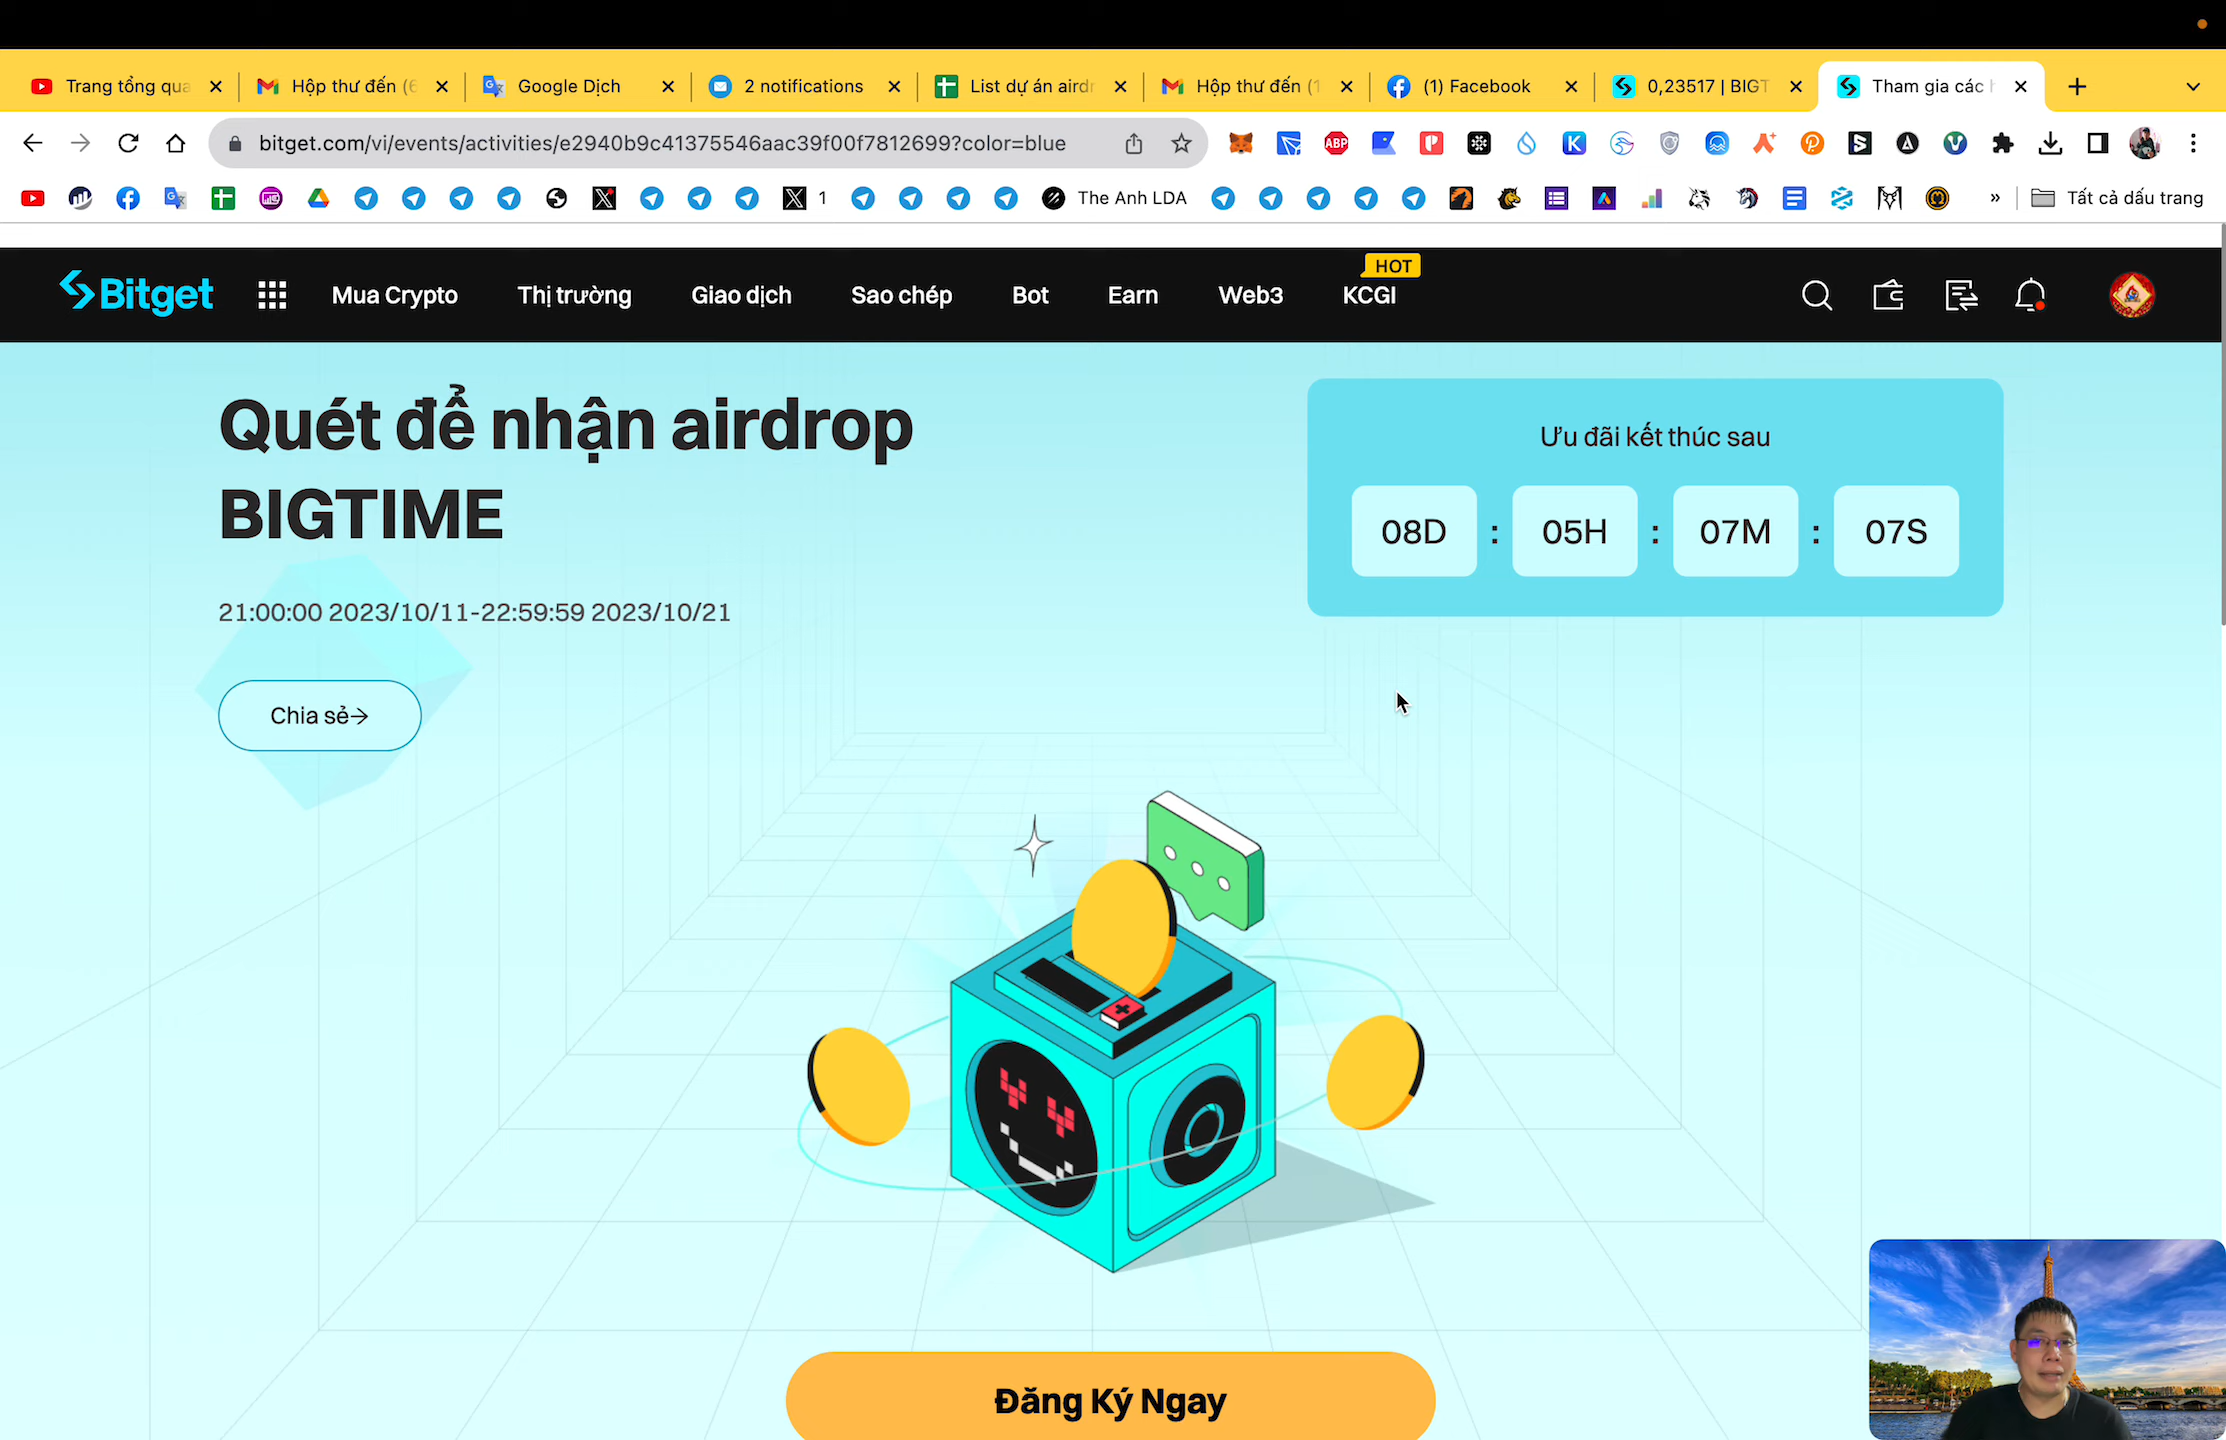 Trang tổng qua
Hộp thư đến (6
Google Dịch
2 notifications
List dự án airdr
Hộp thư đến (1
(1) Facebook
0,23517 | BIGT
Tham gia các h
bitget.com/vi/events/activities/e2940b9c41375546aac39f00f7812699?color=blue
ABP
1
The Anh LDA
»
Tất cả dấu trang
Bitget
Mua Crypto
Thị trường
Giao dịch
Sao chép
Bot
Earn
Web3
HOT
KCGI
Quét để nhận airdrop
BIGTIME
21:00:00 2023/10/11-22:59:59 2023/10/21
Chia sẻ→
Ưu đãi kết thúc sau
08D : 05H : 07M : 07S
Đăng Ký Ngay